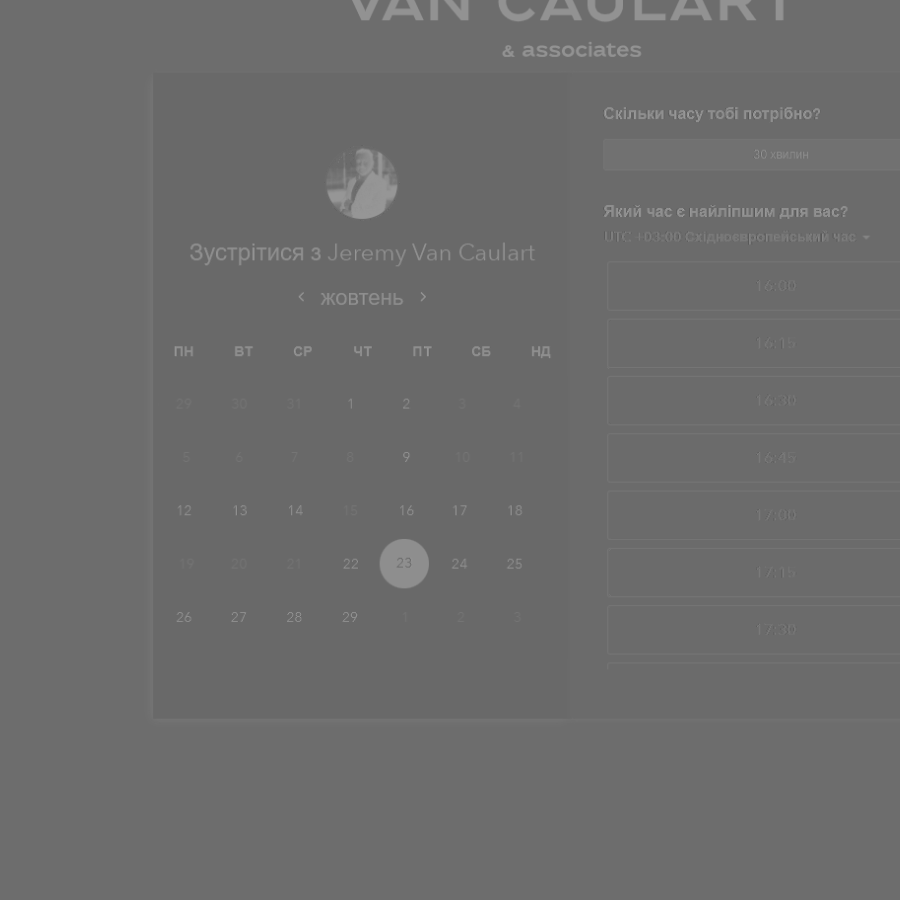 VAN CAULART
& associates
Зустрітися з Jeremy Van Caulart
жовтень
ПН ВТ СР ЧТ ПТ СБ НД
29 30 31 1 2 3 4
5 6 7 8 9 10 11
12 13 14 15 16 17 18
19 20 21 22 23 24 25
26 27 28 29 1 2 3
Скільки часу тобі потрібно?
30 хвилин
Який час є найліпшим для вас?
UTC +03:00 Східноєвропейський час
16:00
16:15
16:30
16:45
17:00
17:15
17:30